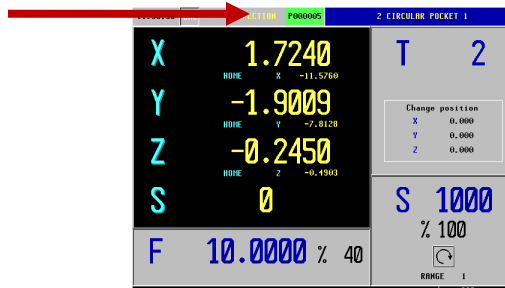 P000005 2 CIRCULAR POCKET 1
X 1.7240
HOME X -11.5760
Y -1.9009
HOME Y -7.8128
Z -0.2450
HOME Z -0.4903
S 0
F 10.0000 % 40
T 2
Change position
X 0.000
Y 0.000
Z 0.000
S 1000
% 100
RANGE 1